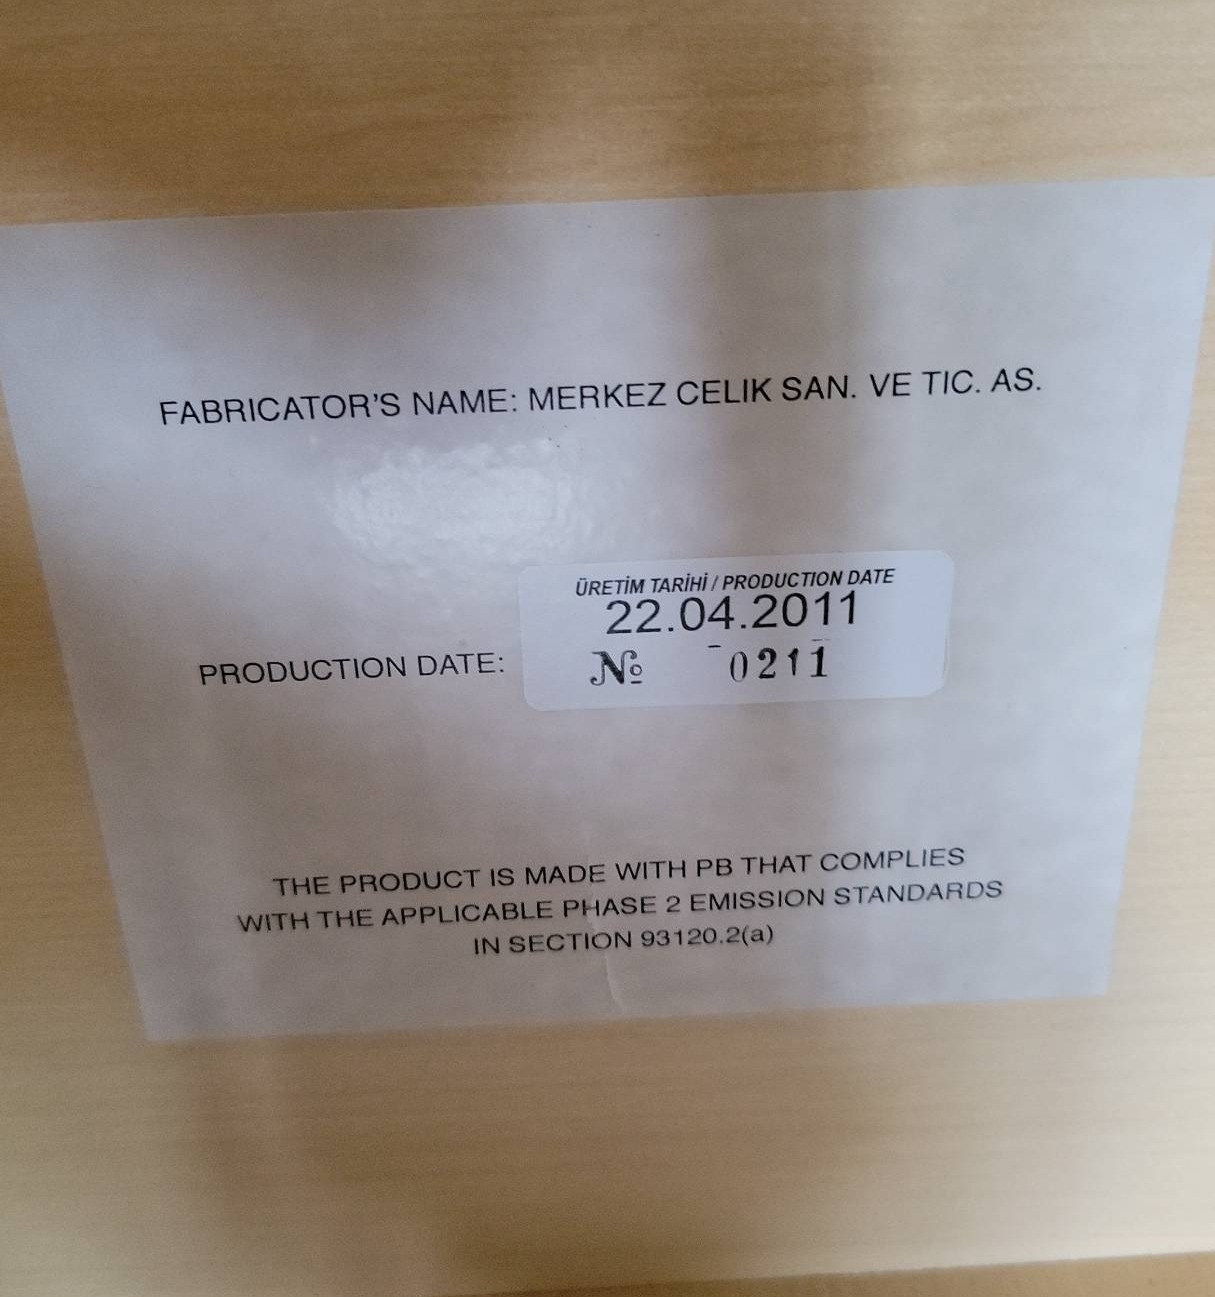 FABRICATOR'S NAME: MERKEZ CELIK SAN. VE TIC. AS.
ÜRETİM TARİHİ / PRODUCTION DATE
22.04.2011
PRODUCTION DATE:
№ 0211
THE PRODUCT IS MADE WITH PB THAT COMPLIES
WITH THE APPLICABLE PHASE 2 EMISSION STANDARDS
IN SECTION 93120.2(a)